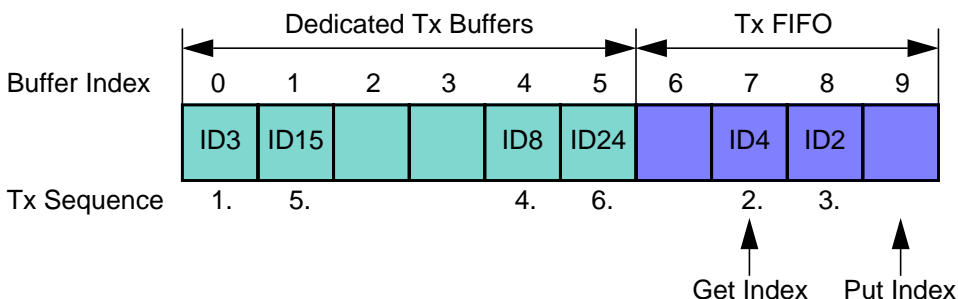 Dedicated Tx Buffers Tx FIFO
Buffer Index 0 1 2 3 4 5 6 7 8 9
ID3 ID15 ID8 ID24 ID4 ID2
Tx Sequence 1. 5. 4. 6. 2. 3.
Get Index Put Index